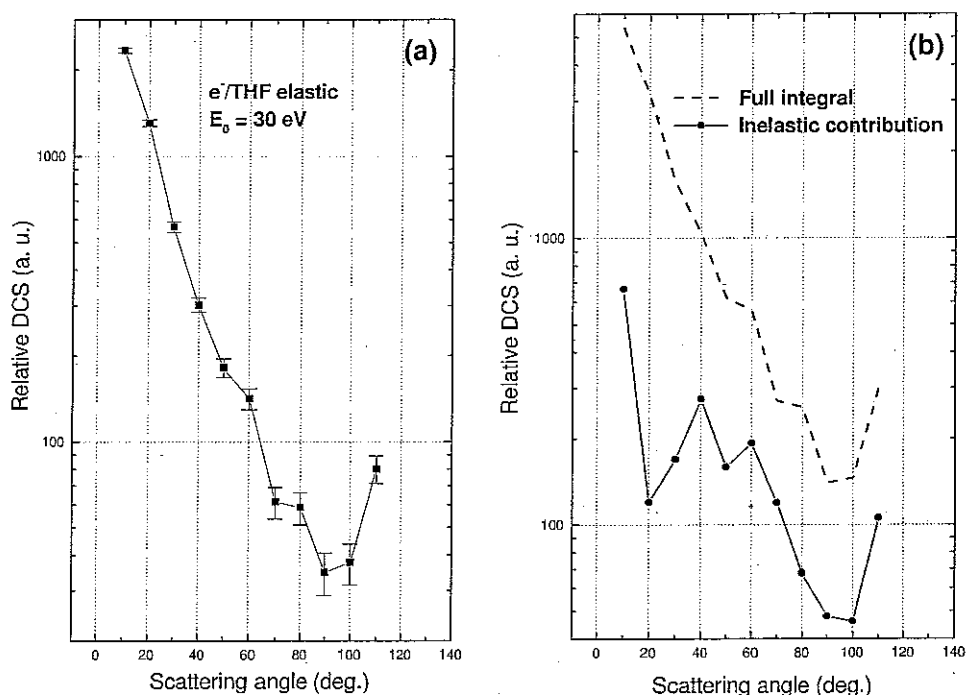 (a)
e⁻/THF elastic
E₀ = 30 eV
1000
100
Relative DCS (a. u.)
0 20 40 60 80 100 120 140
Scattering angle (deg.)
(b)
Full integral
Inelastic contribution
1000
100
Relative DCS (a. u.)
0 20 40 60 80 100 120 140
Scattering angle (deg.)